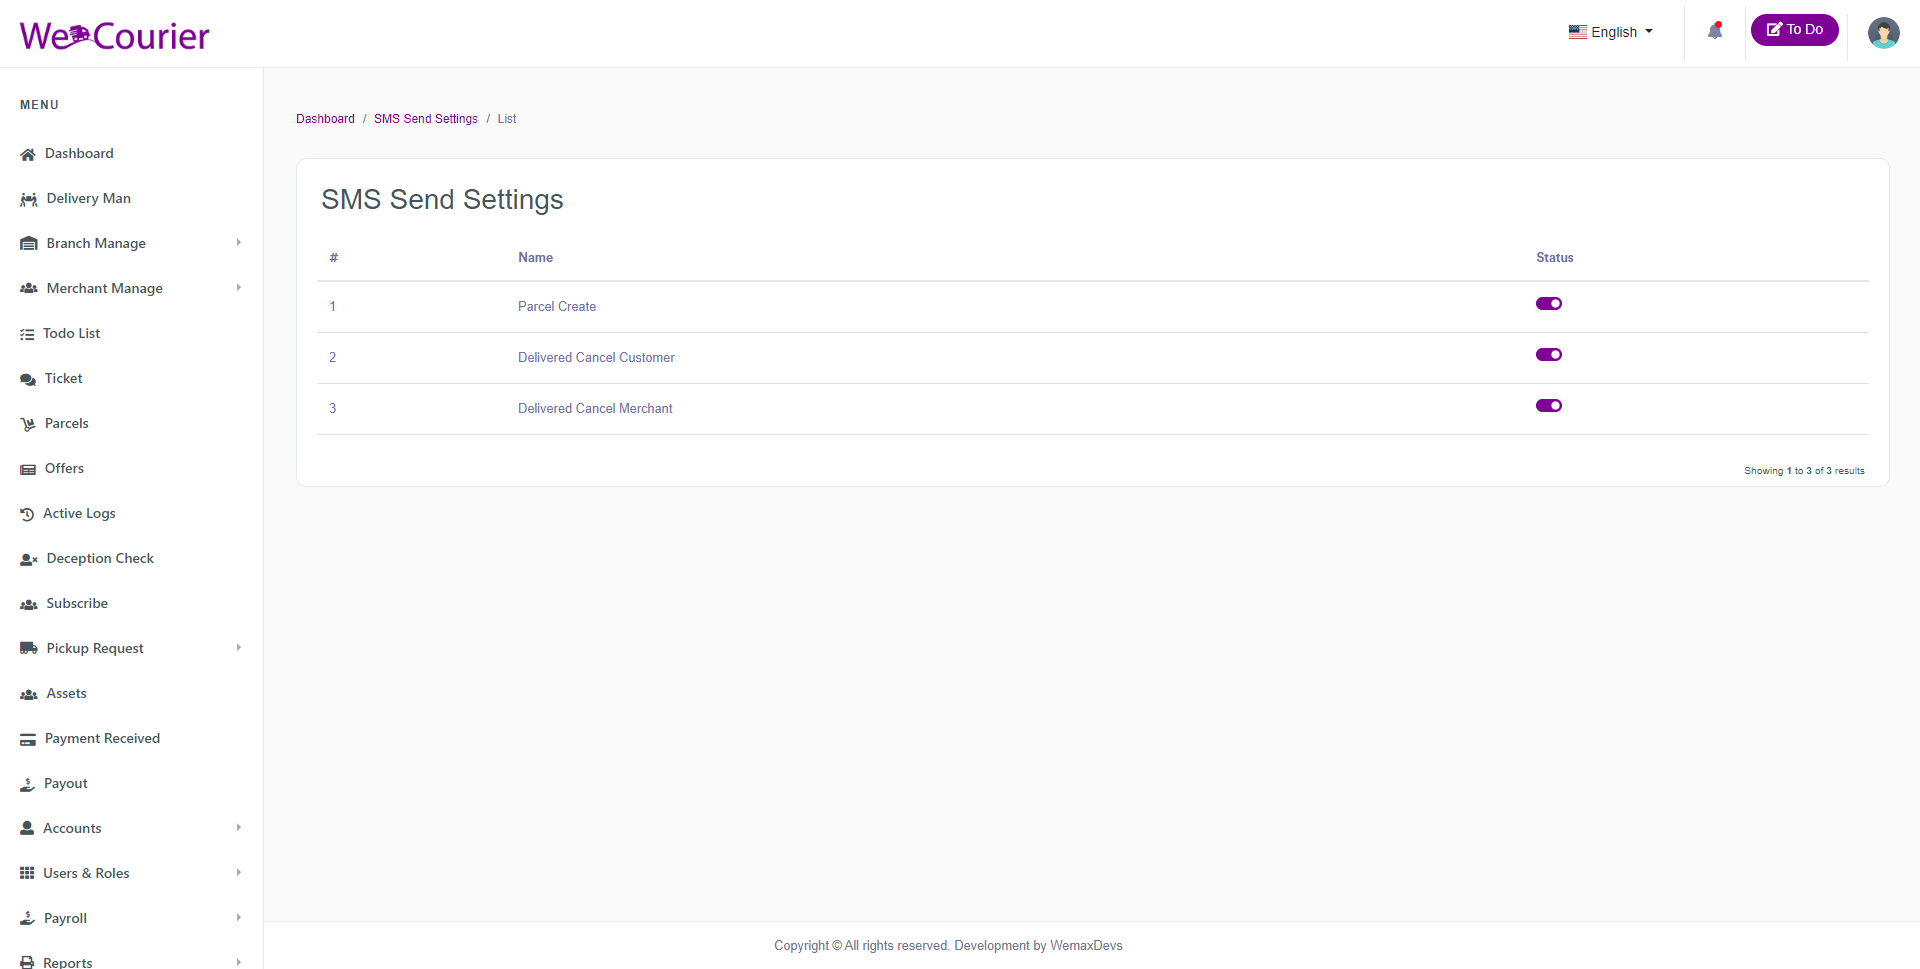 We Courier
English
To Do
MENU
Dashboard
Delivery Man
Branch Manage
Merchant Manage
Todo List
Ticket
Parcels
Offers
Active Logs
Deception Check
Subscribe
Pickup Request
Assets
Payment Received
Payout
Accounts
Users & Roles
Payroll
Reports
Dashboard / SMS Send Settings / List
SMS Send Settings
# Name Status
1 Parcel Create
2 Delivered Cancel Customer
3 Delivered Cancel Merchant
Showing 1 to 3 of 3 results
Copyright © All rights reserved. Development by WemaxDevs